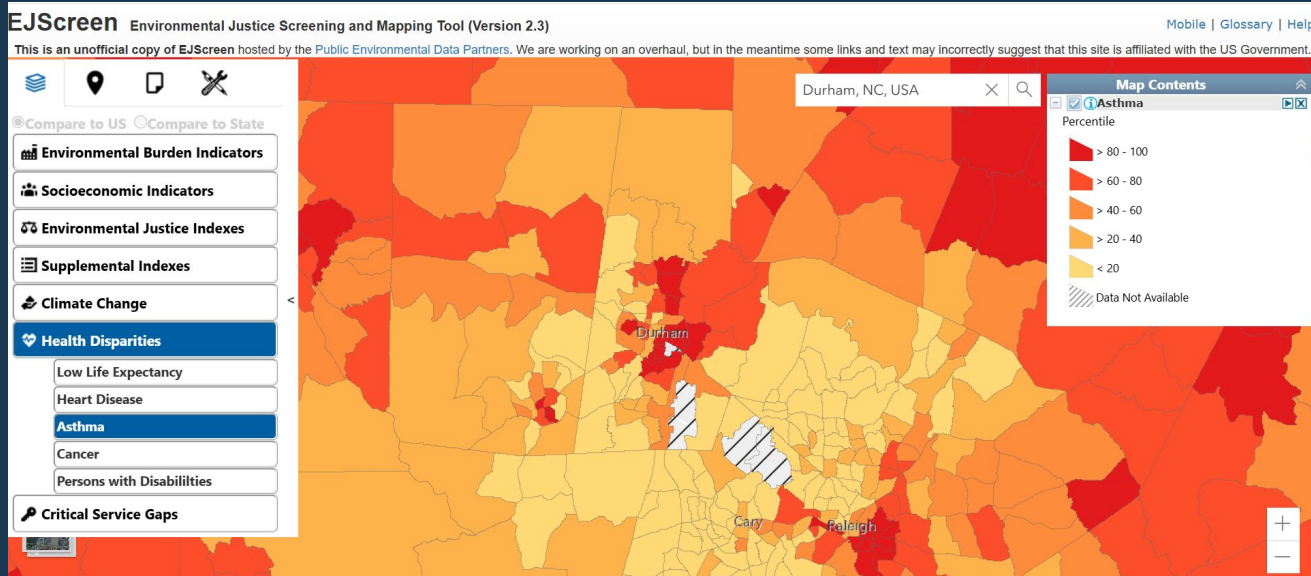 EJScreen Environmental Justice Screening and Mapping Tool (Version 2.3)
Mobile | Glossary | Help
This is an unofficial copy of EJScreen hosted by the Public Environmental Data Partners. We are working on an overhaul, but in the meantime some links and text may incorrectly suggest that this site is affiliated with the US Government.
Compare to US Compare to State
Environmental Burden Indicators
Socioeconomic Indicators
Environmental Justice Indexes
Supplemental Indexes
Climate Change
Health Disparities
Low Life Expectancy
Heart Disease
Asthma
Cancer
Persons with Disabililties
Critical Service Gaps
<
Durham, NC, USA
Durham
Cary
Raleigh
Map Contents
Asthma
Percentile
> 80 - 100
> 60 - 80
> 40 - 60
> 20 - 40
< 20
Data Not Available
+
−